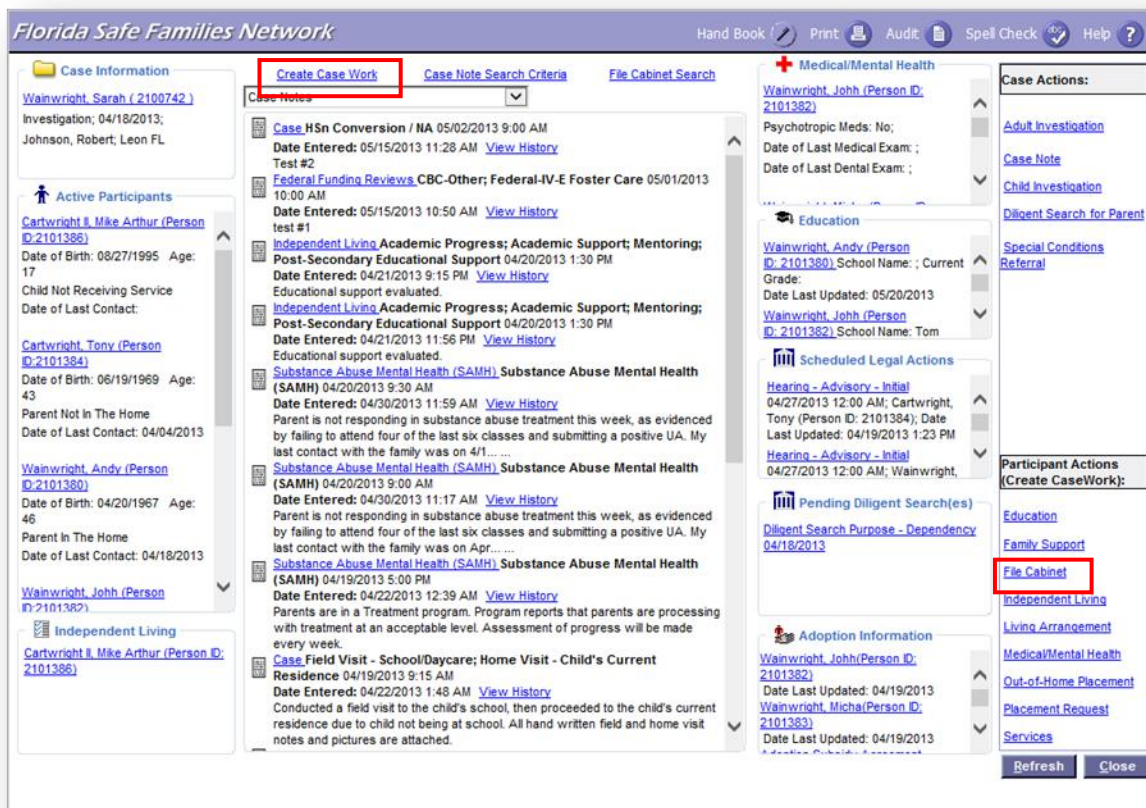 Florida Safe Families Network
Hand Book Print Audit Spell Check Help ?
Case Information
Wainwright, Sarah ( 2100742 )
Investigation; 04/18/2013;
Johnson, Robert; Leon FL
Active Participants
Cartwright II, Mike Arthur (Person
ID:2101386)
Date of Birth: 08/27/1995 Age:
17
Child Not Receiving Service
Date of Last Contact:
Cartwright, Tony (Person
ID:2101384)
Date of Birth: 06/19/1969 Age:
43
Parent Not In The Home
Date of Last Contact: 04/04/2013
Wainwright, Andy (Person
ID:2101380)
Date of Birth: 04/20/1967 Age:
46
Parent In The Home
Date of Last Contact: 04/18/2013
Wainwright, Johh (Person
ID:2101382)
Independent Living
Cartwright II, Mike Arthur (Person ID:
2101386)
Create Case Work Case Note Search Criteria File Cabinet Search
Case Notes
Case HSn Conversion / NA 05/02/2013 9:00 AM
Date Entered: 05/15/2013 11:28 AM View History
Test #2
Federal Funding Reviews CBC-Other; Federal-IV-E Foster Care 05/01/2013
10:00 AM
Date Entered: 05/15/2013 10:50 AM View History
test #1
Independent Living Academic Progress; Academic Support; Mentoring;
Post-Secondary Educational Support 04/20/2013 1:30 PM
Date Entered: 04/21/2013 9:15 PM View History
Educational support evaluated.
Independent Living Academic Progress; Academic Support; Mentoring;
Post-Secondary Educational Support 04/20/2013 1:30 PM
Date Entered: 04/21/2013 11:56 PM View History
Educational support evaluated.
Substance Abuse Mental Health (SAMH) Substance Abuse Mental Health
(SAMH) 04/20/2013 9:30 AM
Date Entered: 04/30/2013 11:59 AM View History
Parent is not responding in substance abuse treatment this week, as evidenced
by failing to attend four of the last six classes and submitting a positive UA. My
last contact with the family was on 4/1... ...
Substance Abuse Mental Health (SAMH) Substance Abuse Mental Health
(SAMH) 04/20/2013 9:00 AM
Date Entered: 04/30/2013 11:17 AM View History
Parent is not responding in substance abuse treatment this week, as evidenced
by failing to attend four of the last six classes and submitting a positive UA. My
last contact with the family was on Apr... ...
Substance Abuse Mental Health (SAMH) Substance Abuse Mental Health
(SAMH) 04/19/2013 5:00 PM
Date Entered: 04/22/2013 12:39 AM View History
Parents are in a Treatment program. Program reports that parents are processing
with treatment at an acceptable level. Assessment of progress will be made
every week.
Case Field Visit - School/Daycare; Home Visit - Child's Current
Residence 04/19/2013 9:15 AM
Date Entered: 04/22/2013 1:48 AM View History
Conducted a field visit to the child's school, then proceeded to the child's current
residence due to child not being at school. All hand written field and home visit
notes and pictures are attached.
Medical/Mental Health
Wainwright, Johh (Person ID:
2101382)
Psychotropic Meds: No;
Date of Last Medical Exam: ;
Date of Last Dental Exam: ;
Education
Wainwright, Andy (Person
ID: 2101380) School Name: ; Current
Grade:
Date Last Updated: 05/20/2013
Wainwright, Johh (Person
ID: 2101382) School Name: Tom
Scheduled Legal Actions
Hearing - Advisory - Initial
04/27/2013 12:00 AM; Cartwright,
Tony (Person ID: 2101384); Date
Last Updated: 04/19/2013 1:23 PM
Hearing - Advisory - Initial
04/27/2013 12:00 AM; Wainwright,
Pending Diligent Search(es)
Diligent Search Purpose - Dependency
04/18/2013
Adoption Information
Wainwright, Johh(Person ID:
2101382)
Date Last Updated: 04/19/2013
Wainwright, Micha(Person ID:
2101383)
Date Last Updated: 04/19/2013
Case Actions:
Adult Investigation
Case Note
Child Investigation
Diligent Search for Parent
Special Conditions
Referral
Participant Actions
(Create CaseWork):
Education
Family Support
File Cabinet
Independent Living
Living Arrangement
Medical/Mental Health
Out-of-Home Placement
Placement Request
Services
Refresh Close